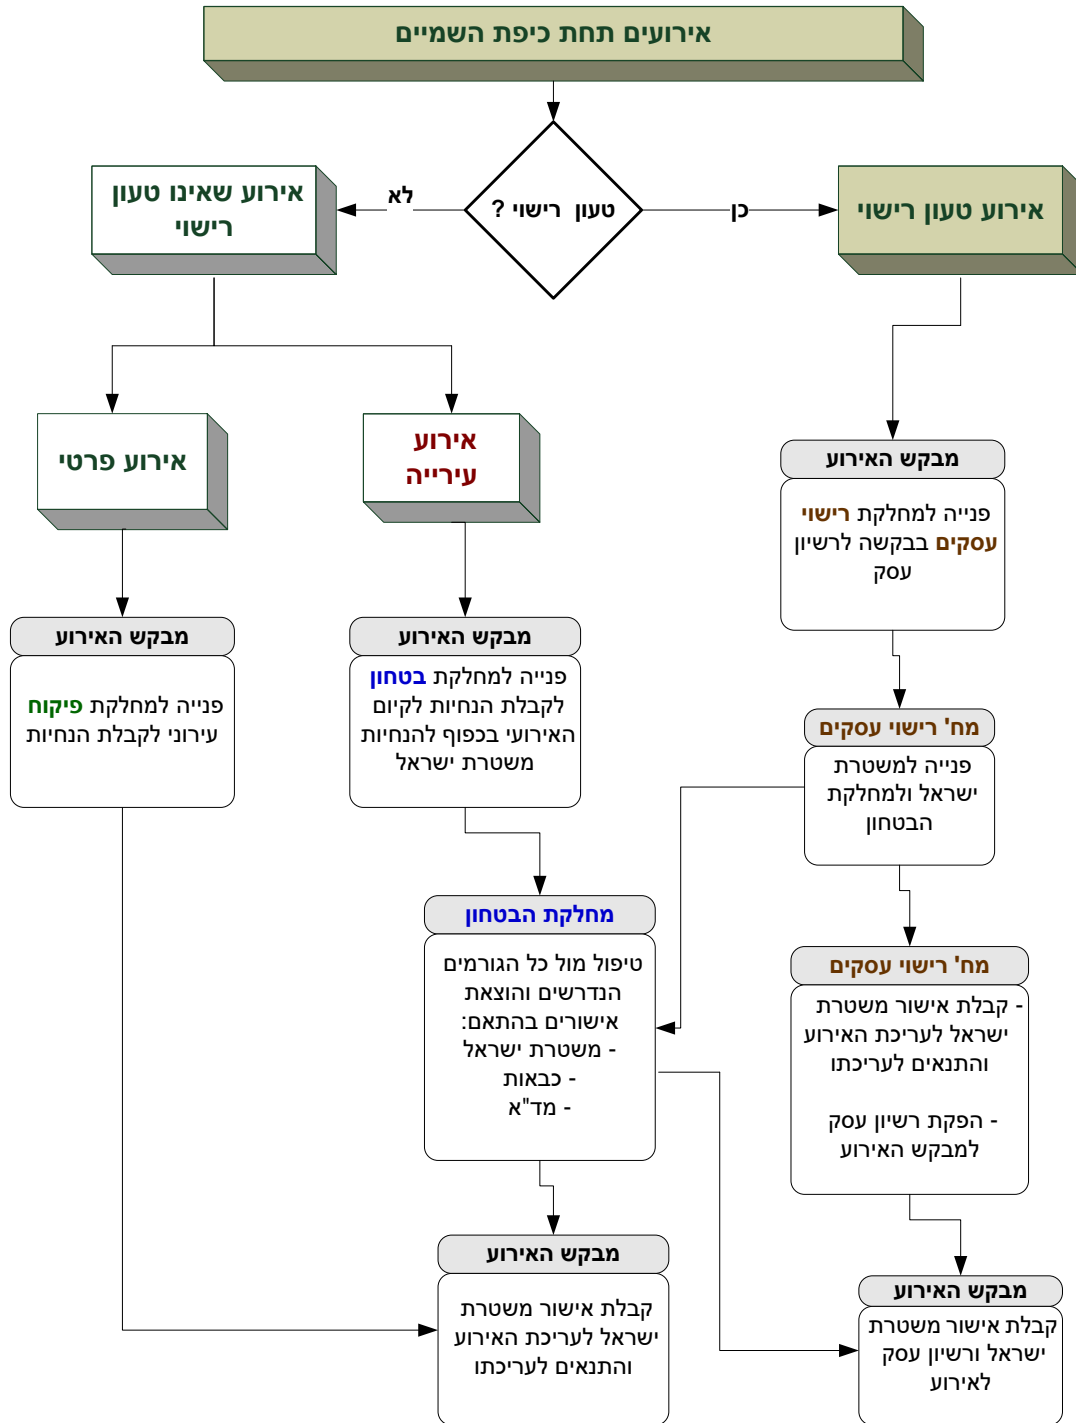 אירועים תחת כיפת השמיים
טעון רישוי ?
כן
לא
אירוע טעון רישוי
אירוע שאינו טעון
רישוי
אירוע פרטי
אירוע
עירייה
מבקש האירוע
פנייה למחלקת רישוי
עסקים בבקשה לרשיון
עסק
מבקש האירוע
פנייה למחלקת בטחון
לקבלת הנחיות לקיום
האירועי בכפוף להנחיות
משטרת ישראל
מבקש האירוע
פנייה למחלקת פיקוח
עירוני לקבלת הנחיות
מח' רישוי עסקים
פנייה למשטרת
ישראל ולמחלקת
הבטחון
מחלקת הבטחון
טיפול מול כל הגורמים
הנדרשים והוצאת
אישורים בהתאם:
- משטרת ישראל
- כבאות
- מד"א
מח' רישוי עסקים
- קבלת אישור משטרת
ישראל לעריכת האירוע
והתנאים לעריכתו
- הפקת רשיון עסק
למבקש האירוע
מבקש האירוע
קבלת אישור משטרת
ישראל לעריכת האירוע
והתנאים לעריכתו
מבקש האירוע
קבלת אישור משטרת
ישראל ורשיון עסק
לאירוע